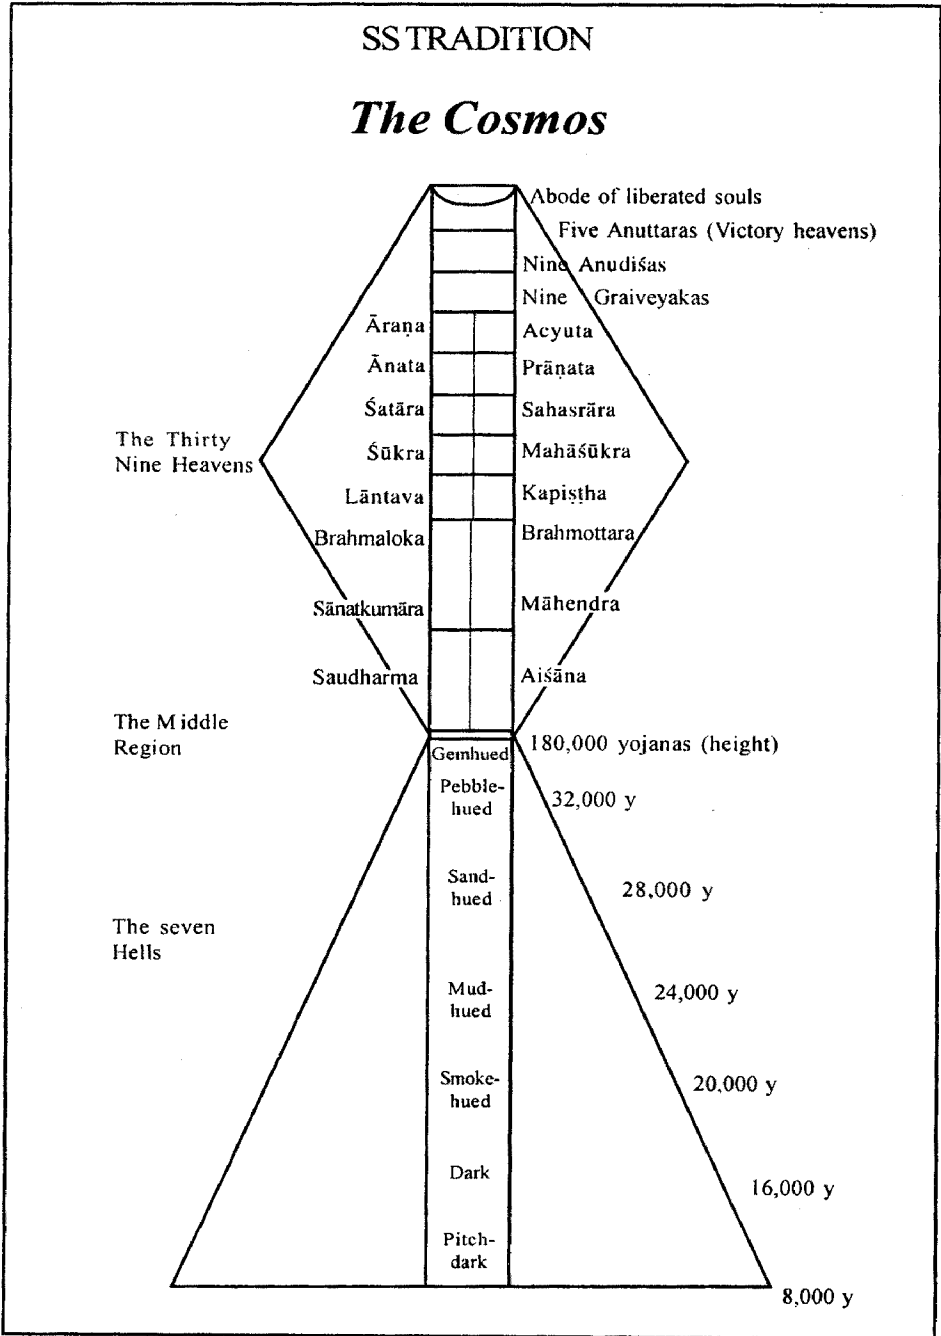 SS TRADITION
The Cosmos
Abode of liberated souls
Five Anuttaras (Victory heavens)
Nine Anudiśas
Nine Graiveyakas
Āraṇa
Acyuta
Ānata
Prāṇata
Śatāra
Sahasrāra
The Thirty
Nine Heavens
Śūkra
Mahāśūkra
Lāntava
Kapiṣṭha
Brahmaloka
Brahmottara
Sānatkumāra
Māhendra
Saudharma
Aiśāna
The Middle
Region
180,000 yojanas (height)
Gemhued
Pebble-
hued
32,000 y
Sand-
hued
28,000 y
The seven
Hells
Mud-
hued
24,000 y
Smoke-
hued
20,000 y
Dark
16,000 y
Pitch-
dark
8,000 y